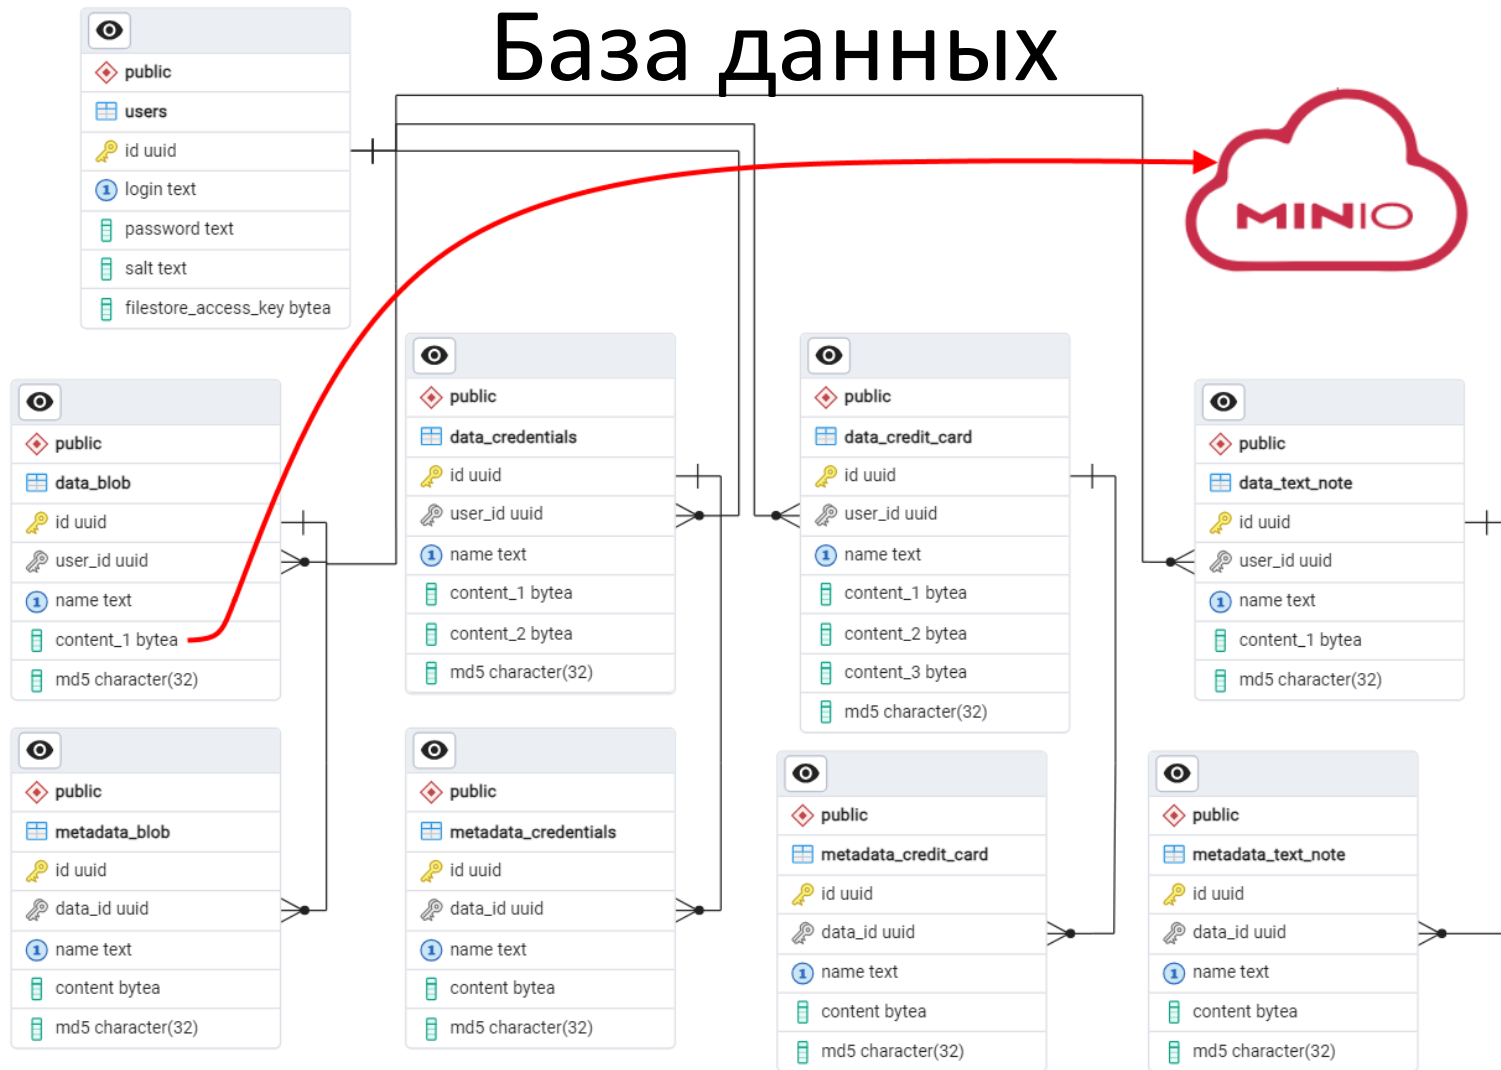 База данных
public
users
id uuid
login text
password text
salt text
filestore_access_key bytea
MINIO
public
data_blob
id uuid
user_id uuid
name text
content_1 bytea
md5 character(32)
public
data_credentials
id uuid
user_id uuid
name text
content_1 bytea
content_2 bytea
md5 character(32)
public
data_credit_card
id uuid
user_id uuid
name text
content_1 bytea
content_2 bytea
content_3 bytea
md5 character(32)
public
data_text_note
id uuid
user_id uuid
name text
content_1 bytea
md5 character(32)
public
metadata_blob
id uuid
data_id uuid
name text
content bytea
md5 character(32)
public
metadata_credentials
id uuid
data_id uuid
name text
content bytea
md5 character(32)
public
metadata_credit_card
id uuid
data_id uuid
name text
content bytea
md5 character(32)
public
metadata_text_note
id uuid
data_id uuid
name text
content bytea
md5 character(32)